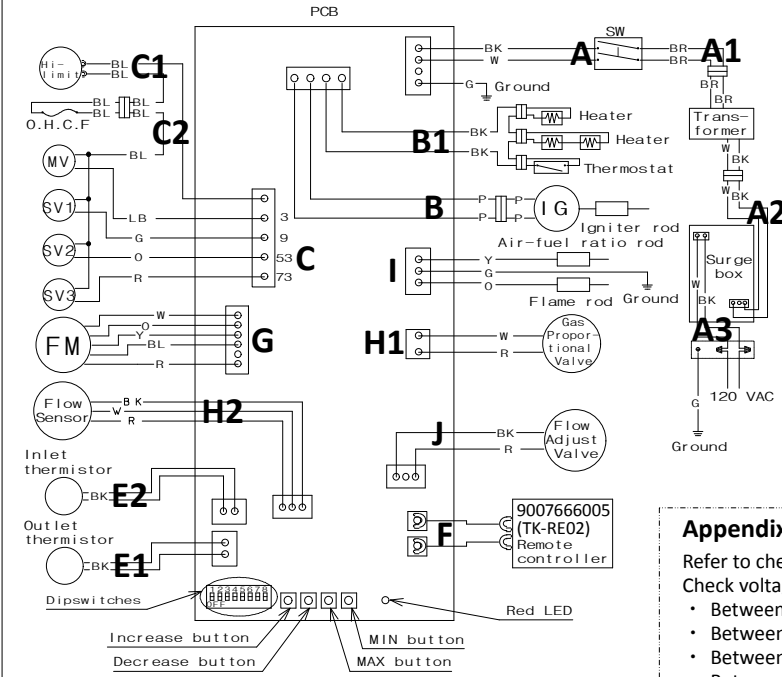 PCB
SW
Hi-
limit
BL
BL
C1
O.H.C.F
BL
BL
BL
BL
C2
MV
BL
SV1
LB
3
SV2
G
9
O
53
C
SV3
R
73
FM
W
O
Y
BL
R
G
Flow
Sensor
BK
W
R
H2
Inlet
thermistor
BK
E2
Outlet
thermistor
BK
E1
Dipswitches
12345678
OFF
Increase button
Decrease button
MIN button
MAX button
Red LED
BK
W
A
BR
BR
A1
G
Ground
BR
BR
Trans-
former
W
BK
W
BK
A2
Surge
box
W
BK
A3
G
120 VAC
Ground
B1
BK
BK
Heater
Heater
Thermostat
B
P
P
P
P
IG
Igniter rod
Air-fuel ratio rod
I
Y
G
O
Flame rod
Ground
H1
W
R
Gas
Propor-
tional
Valve
J
BK
R
Flow
Adjust
Valve
F
9007666005
(TK-RE02)
Remote
controller
Appendix
Refer to che
Check voltag
・ Between
・ Between
・ Between